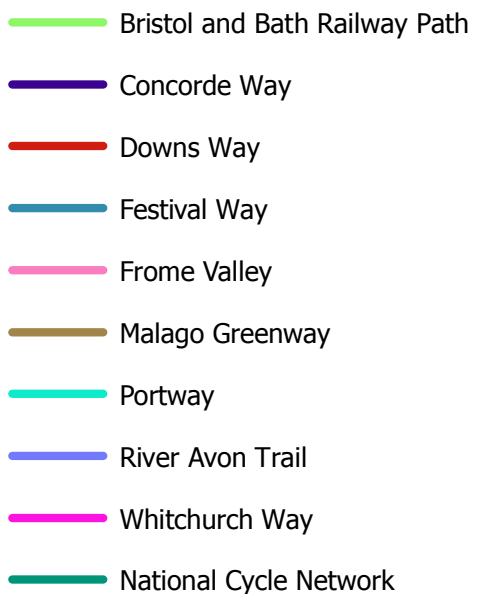 Bristol and Bath Railway Path
Concorde Way
Downs Way
Festival Way
Frome Valley
Malago Greenway
Portway
River Avon Trail
Whitchurch Way
National Cycle Network